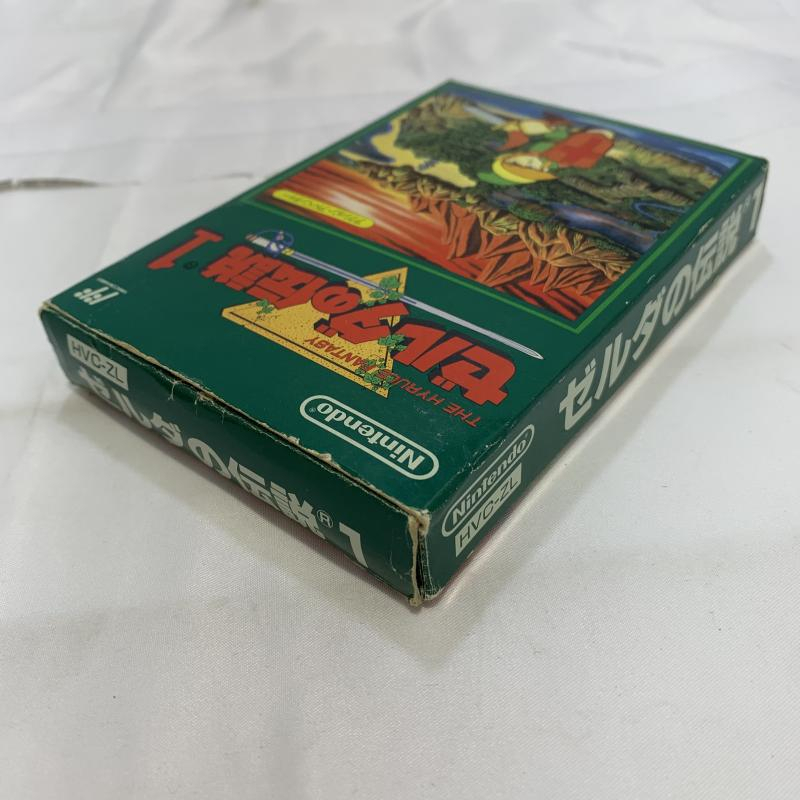 THE HYRULE FANTASY
ゼルダの伝説 1
®
Nintendo®
HVC-ZL
ゼルダの伝説® 1
Nintendo
HVC-ZL
ゼルダの伝説 1